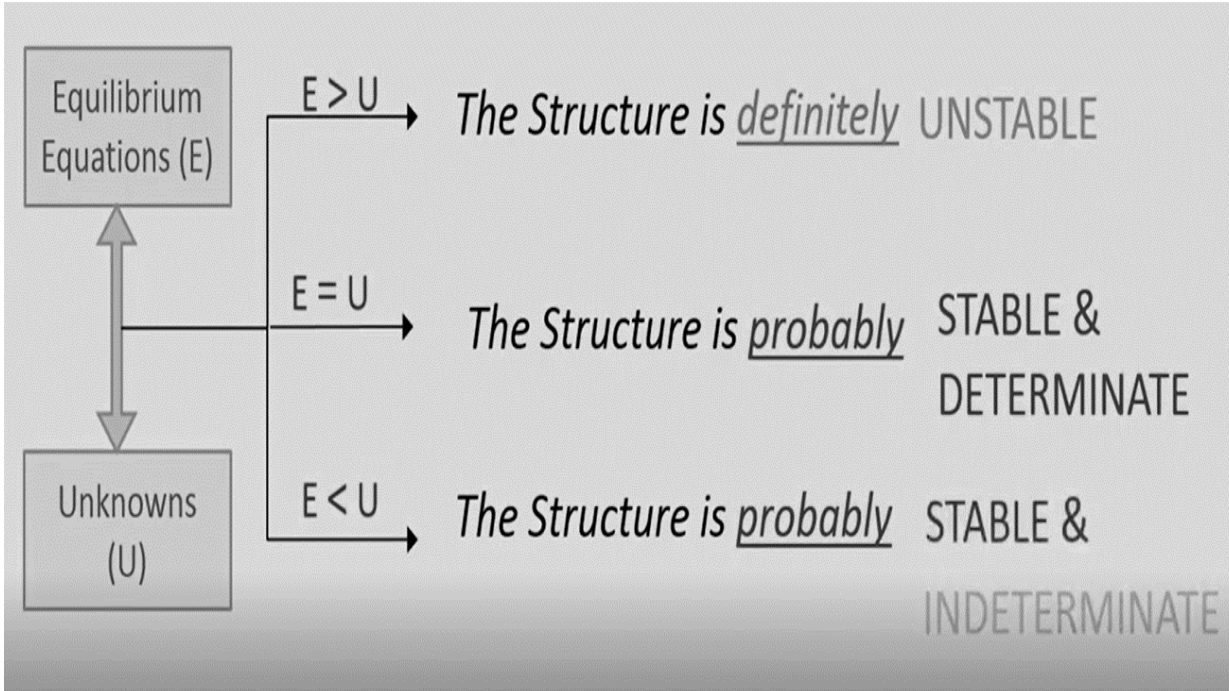 Equilibrium
Equations (E)
E > U
The Structure is definitely UNSTABLE
E = U
The Structure is probably STABLE &
DETERMINATE
Unknowns
(U)
E < U
The Structure is probably STABLE &
INDETERMINATE